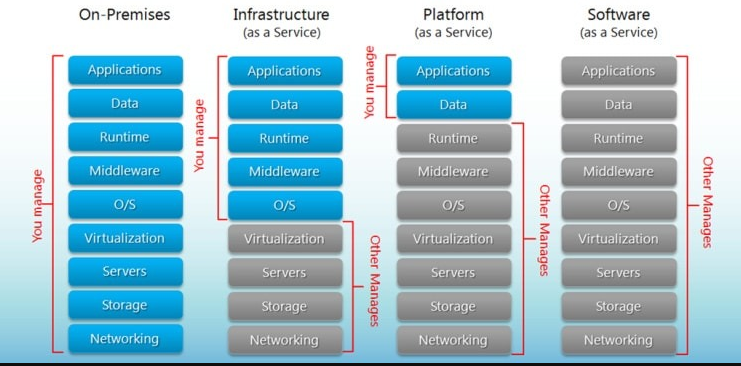 On-Premises
Infrastructure
(as a Service)
Platform
(as a Service)
Software
(as a Service)
You manage
Applications
Data
Runtime
Middleware
O/S
Virtualization
Servers
Storage
Networking
You manage
Applications
Data
Runtime
Middleware
O/S
Virtualization
Servers
Storage
Networking
Other Manages
You manage
Applications
Data
Runtime
Middleware
O/S
Virtualization
Servers
Storage
Networking
Other Manages
Applications
Data
Runtime
Middleware
O/S
Virtualization
Servers
Storage
Networking
Other Manages